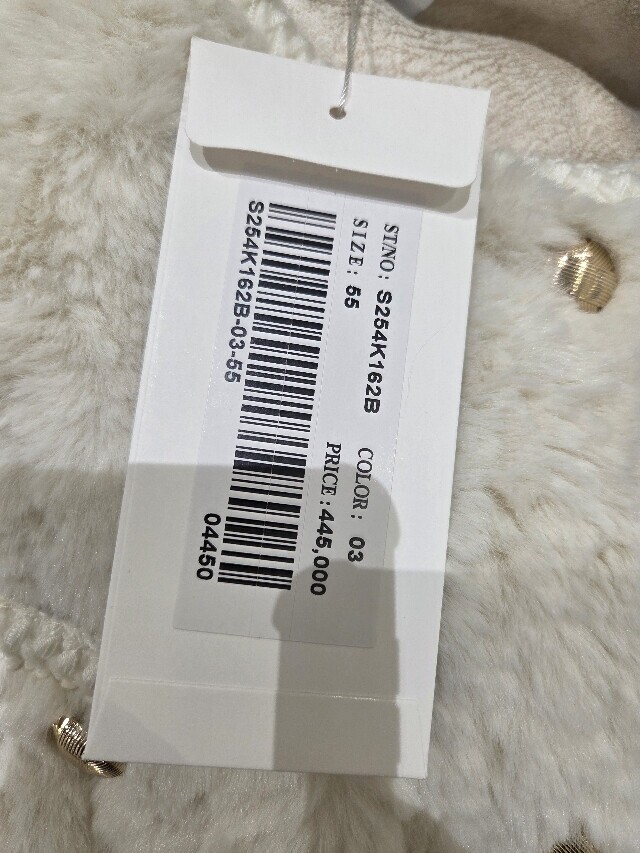 STNO: S254K162B COLOR: 03
SIZE: 55 PRICE:445,000
S254K162B-03-55 04450